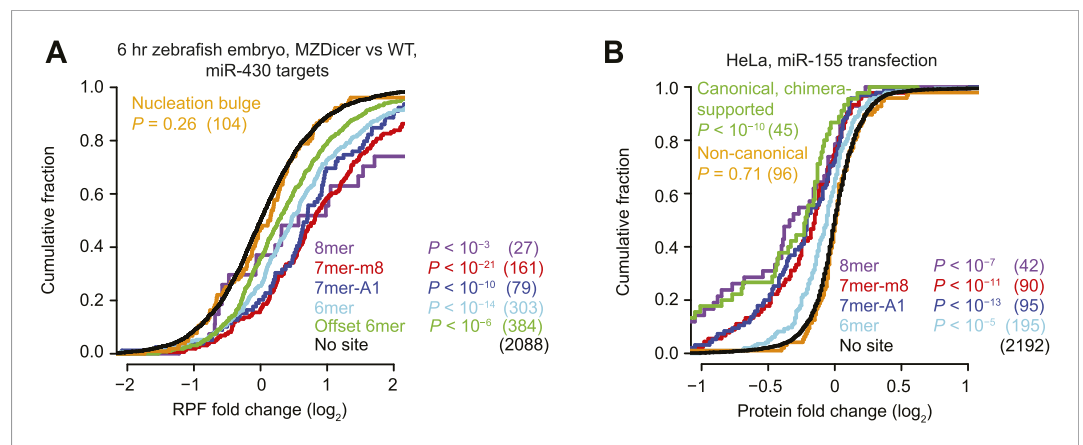 A
6 hr zebrafish embryo, MZDicer vs WT,
miR-430 targets
Nucleation bulge
P = 0.26 (104)
Cumulative fraction
1.0
0.8
0.6
0.4
0.2
0.0
8mer P < 10⁻³ (27)
7mer-m8 P < 10⁻²¹ (161)
7mer-A1 P < 10⁻¹⁰ (79)
6mer P < 10⁻¹⁴ (303)
Offset 6mer P < 10⁻⁶ (384)
No site (2088)
−2 −1 0 1 2
RPF fold change (log₂)
B
HeLa, miR-155 transfection
Canonical, chimera-
supported
P < 10⁻¹⁰ (45)
Non-canonical
P = 0.71 (96)
Cumulative fraction
1.0
0.8
0.6
0.4
0.2
0.0
8mer P < 10⁻⁷ (42)
7mer-m8 P < 10⁻¹¹ (90)
7mer-A1 P < 10⁻¹³ (95)
6mer P < 10⁻⁵ (195)
No site (2192)
−1 −0.5 0 0.5 1
Protein fold change (log₂)